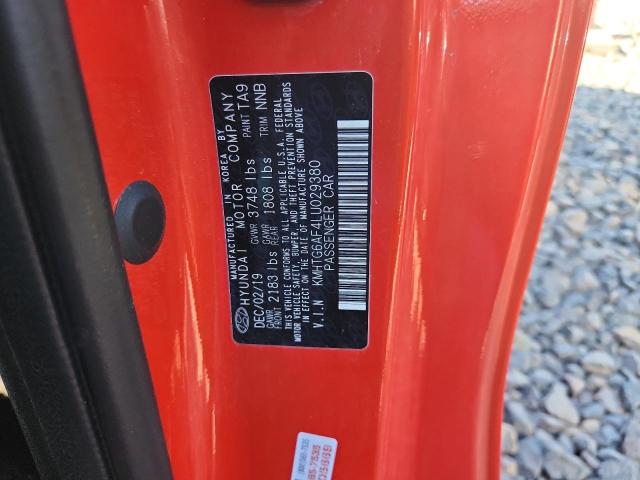 MANUFACTURED IN KOREA BY
HYUNDAI MOTOR COMPANY
DEC/02/19 GVWR 3748 lbs PAINT TA9
GAWR FRONT 2183 lbs GAWR REAR 1808 lbs TRIM NNB
THIS VEHICLE CONFORMS TO ALL APPLICABLE U.S.A. FEDERAL
MOTOR VEHICLE SAFETY AND THEFT PREVENTION STANDARDS
IN EFFECT ON THE DATE OF MANUFACTURE SHOWN ABOVE
V.I.N KMHTG6AF4LU029380
PASSENGER CAR